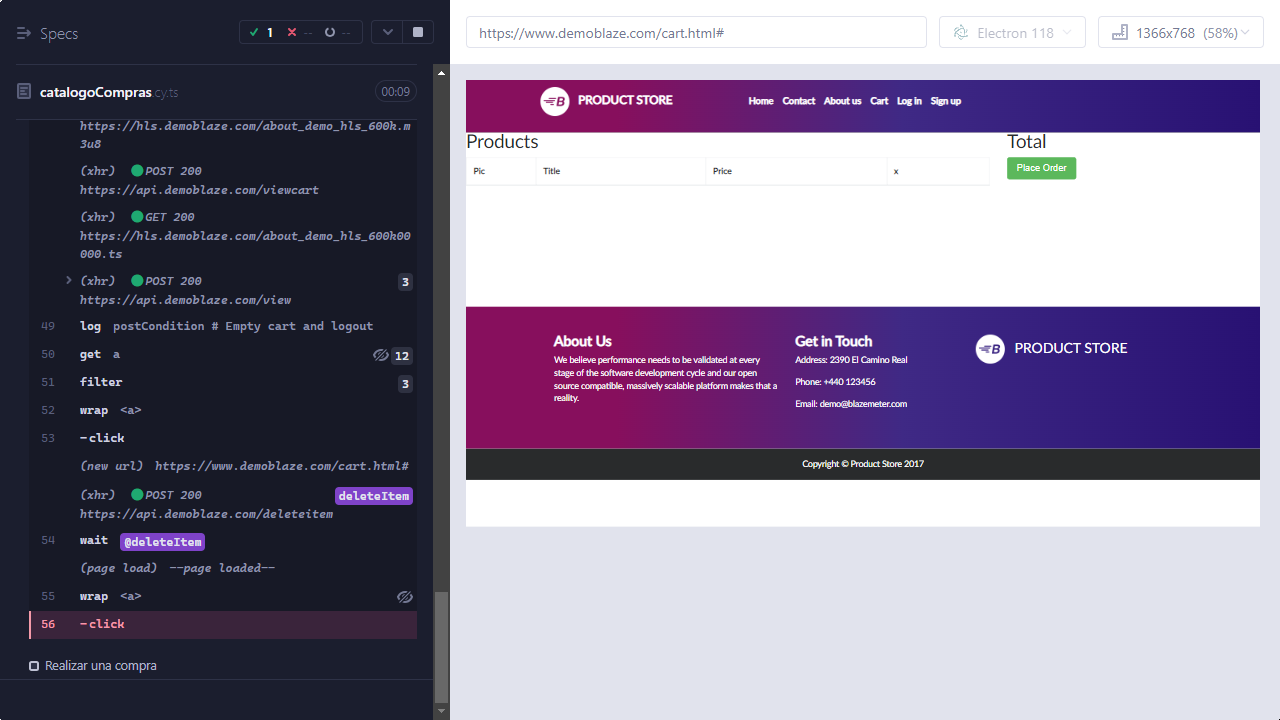 Specs
1
--
--
catalogoCompras.cy.ts
00:09
https://hls.demoblaze.com/about_demo_hls_600k.m
3u8
(xhr) POST 200
https://api.demoblaze.com/viewcart
(xhr) GET 200
https://hls.demoblaze.com/about_demo_hls_600k00
000.ts
(xhr) POST 200
3
https://api.demoblaze.com/view
49 log postCondition # Empty cart and logout
50 get a 12
51 filter 3
52 wrap <a>
53 -click
(new url) https://www.demoblaze.com/cart.html#
(xhr) POST 200 deleteItem
https://api.demoblaze.com/deleteitem
54 wait @deleteItem
(page load) --page loaded--
55 wrap <a>
56 -click
Realizar una compra
https://www.demoblaze.com/cart.html#
Electron 118
1366x768 (58%)
B PRODUCT STORE
Home Contact About us Cart Log in Sign up
Products
Total
Pic Title Price x
Place Order
About Us
We believe performance needs to be validated at every
stage of the software development cycle and our open
source compatible, massively scalable platform makes that a
reality.
Get in Touch
Address: 2390 El Camino Real
Phone: +440 123456
Email: demo@blazemeter.com
B PRODUCT STORE
Copyright © Product Store 2017